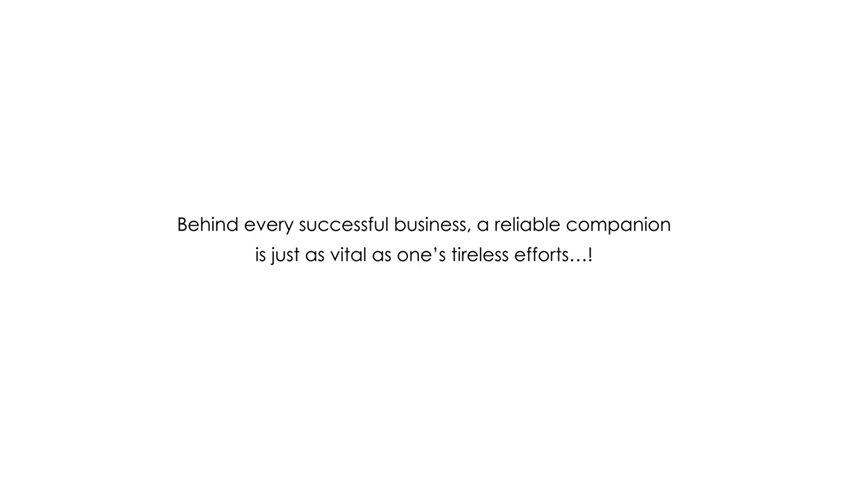 Behind every successful business, a reliable companion
is just as vital as one’s tireless efforts...!